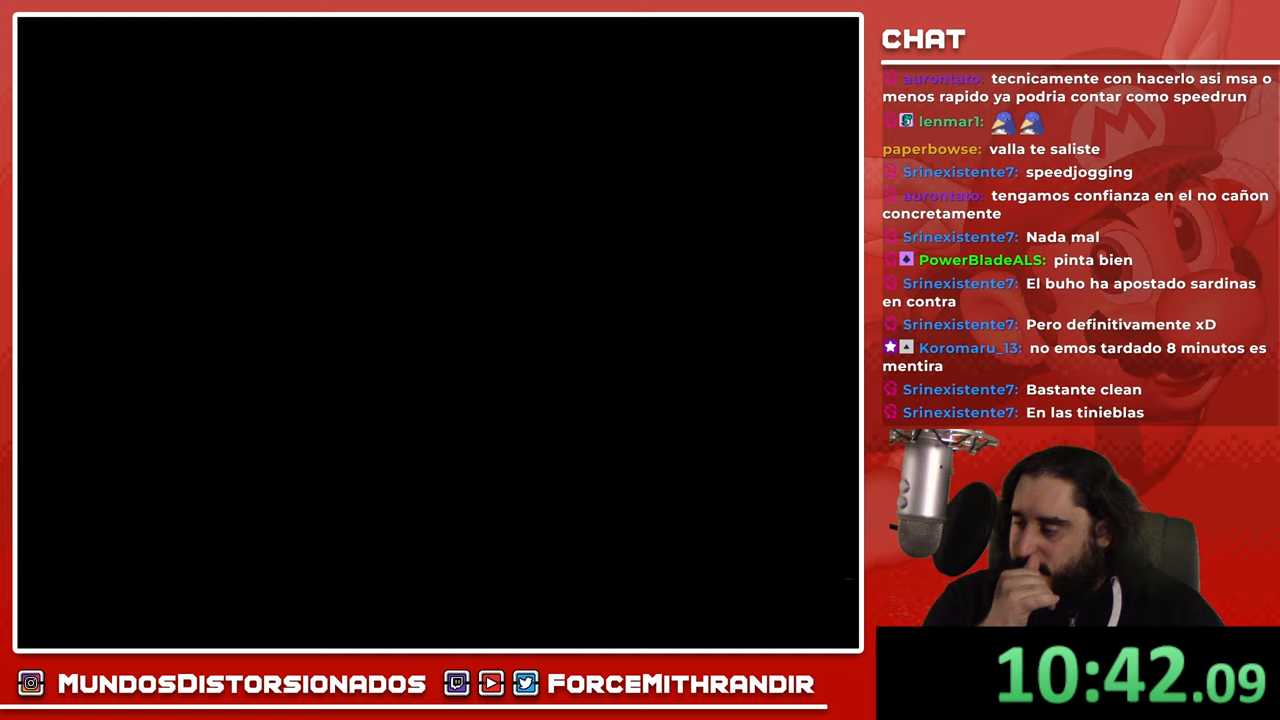 CHAT
aurontato: tecnicamente con hacerlo asi msa o
menos rapido ya podria contar como speedrun
lenmar1:
paperbowse: valla te saliste
Srinexistente7: speedjogging
aurontato: tengamos confianza en el no cañon
concretamente
Srinexistente7: Nada mal
PowerBladeALS: pinta bien
Srinexistente7: El buho ha apostado sardinas
en contra
Srinexistente7: Pero definitivamente xD
Koromaru_13: no emos tardado 8 minutos es
mentira
Srinexistente7: Bastante clean
Srinexistente7: En las tinieblas
10:42.09
MUNDOSDISTORSIONADOS FORCEMITHRANDIR